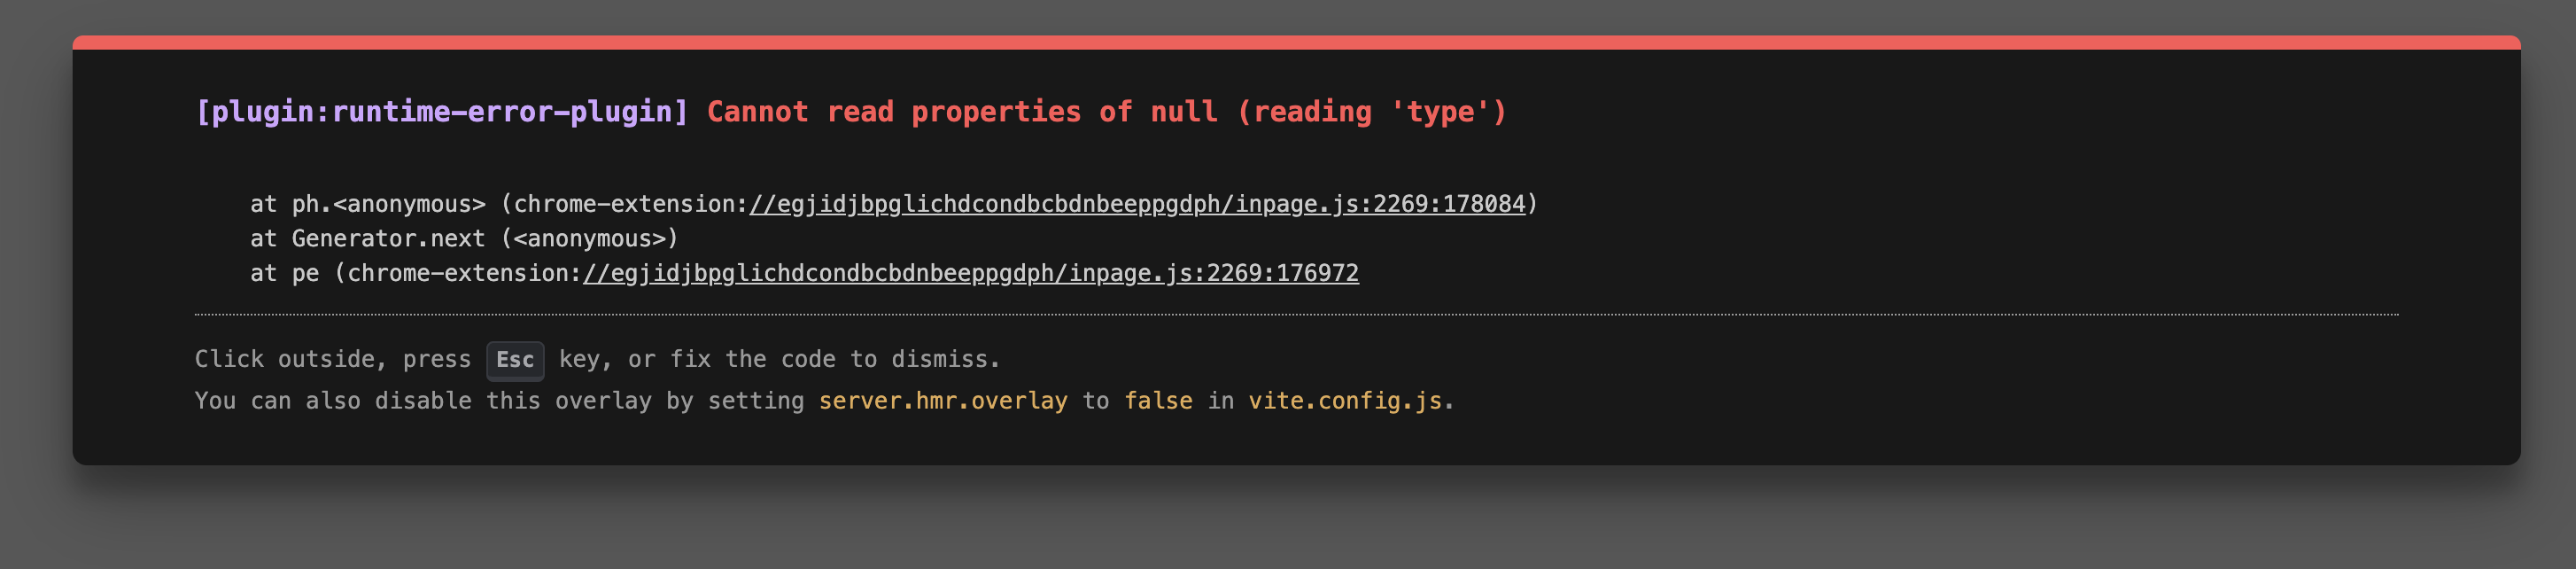 [plugin:runtime-error-plugin] Cannot read properties of null (reading 'type')
at ph.<anonymous> (chrome-extension://egjidjbpglichdcondbcbdnbeeppgdph/inpage.js:2269:178084)
at Generator.next (<anonymous>)
at pe (chrome-extension://egjidjbpglichdcondbcbdnbeeppgdph/inpage.js:2269:176972
Click outside, press Esc key, or fix the code to dismiss.
You can also disable this overlay by setting server.hmr.overlay to false in vite.config.js.